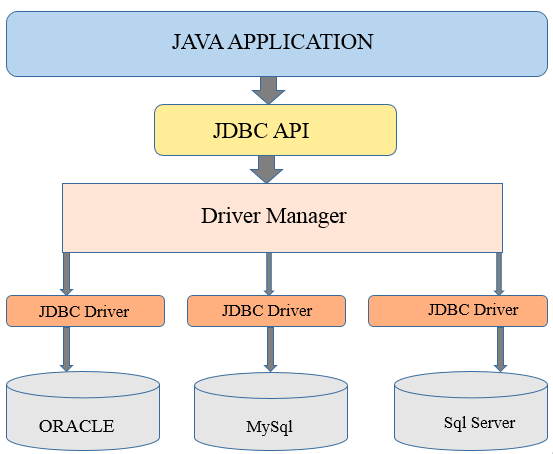 JAVA APPLICATION
JDBC API
Driver Manager
JDBC Driver
JDBC Driver
JDBC Driver
ORACLE
MySql
Sql Server